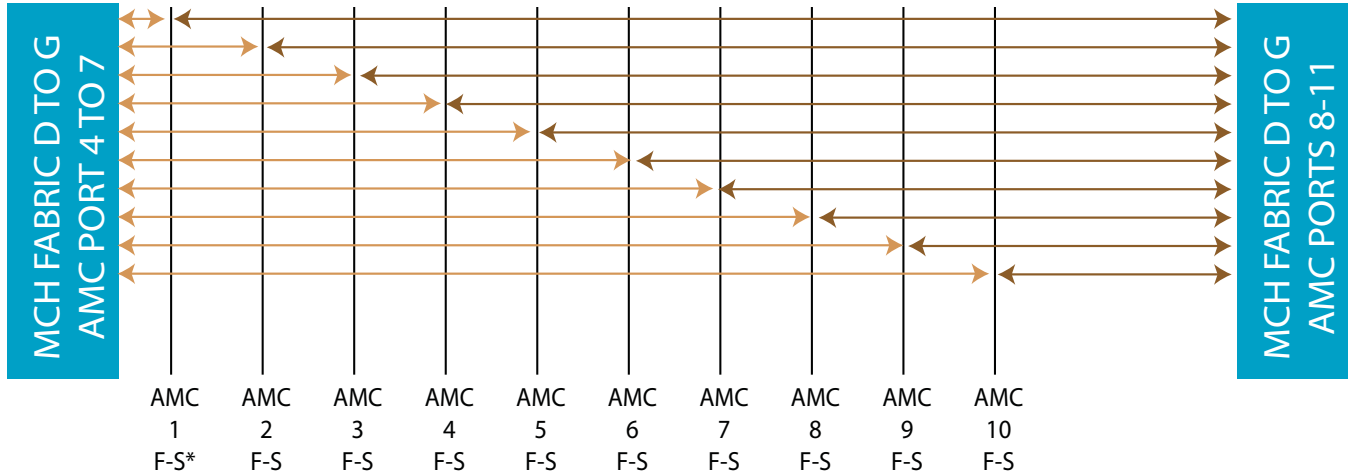 MCH FABRIC D TO G
AMC PORT 4 TO 7
MCH FABRIC D TO G
AMC PORTS 8-11
AMC
1
F-S*
AMC
2
F-S
AMC
3
F-S
AMC
4
F-S
AMC
5
F-S
AMC
6
F-S
AMC
7
F-S
AMC
8
F-S
AMC
9
F-S
AMC
10
F-S